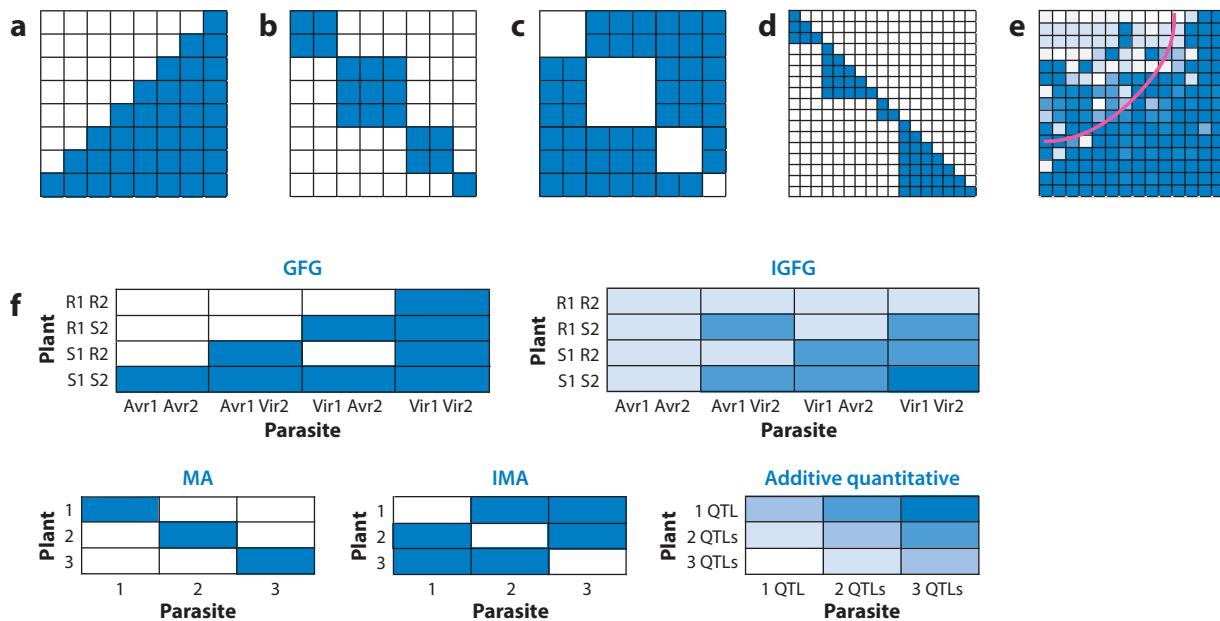 a b c d e
f
GFG IGFG
Plant
R1 R2
R1 S2
S1 R2
S1 S2
Avr1 Avr2 Avr1 Vir2 Vir1 Avr2 Vir1 Vir2
Parasite
Plant
R1 R2
R1 S2
S1 R2
S1 S2
Avr1 Avr2 Avr1 Vir2 Vir1 Avr2 Vir1 Vir2
Parasite
MA
Plant
1
2
3
1 2 3
Parasite
IMA
Plant
1
2
3
1 2 3
Parasite
Additive quantitative
Plant
1 QTL
2 QTLs
3 QTLs
1 QTL 2 QTLs 3 QTLs
Parasite